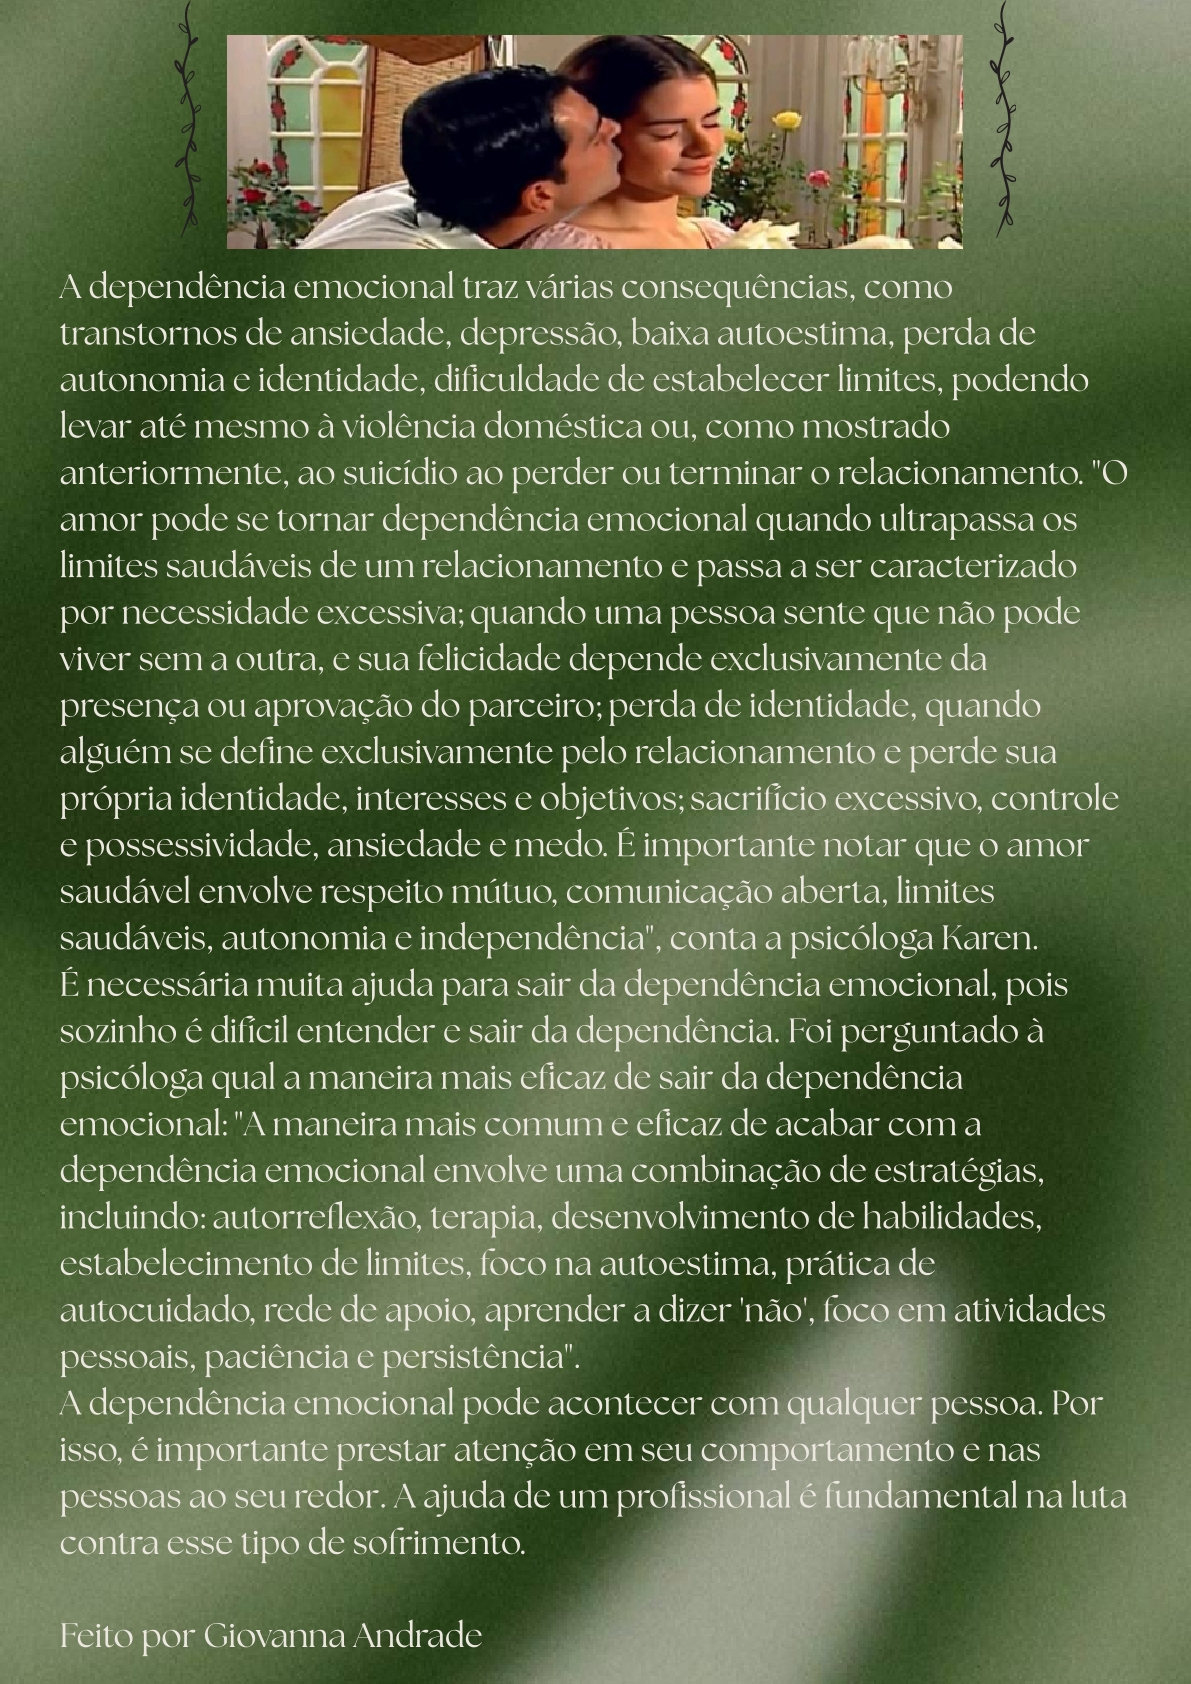 A dependência emocional traz várias consequências, como
transtornos de ansiedade, depressão, baixa autoestima, perda de
autonomia e identidade, dificuldade de estabelecer limites, podendo
levar até mesmo à violência doméstica ou, como mostrado
anteriormente, ao suicídio ao perder ou terminar o relacionamento. "O
amor pode se tornar dependência emocional quando ultrapassa os
limites saudáveis de um relacionamento e passa a ser caracterizado
por necessidade excessiva; quando uma pessoa sente que não pode
viver sem a outra, e sua felicidade depende exclusivamente da
presença ou aprovação do parceiro; perda de identidade, quando
alguém se define exclusivamente pelo relacionamento e perde sua
própria identidade, interesses e objetivos; sacrifício excessivo, controle
e possessividade, ansiedade e medo. É importante notar que o amor
saudável envolve respeito mútuo, comunicação aberta, limites
saudáveis, autonomia e independência", conta a psicóloga Karen.
É necessária muita ajuda para sair da dependência emocional, pois
sozinho é difícil entender e sair da dependência. Foi perguntado à
psicóloga qual a maneira mais eficaz de sair da dependência
emocional: "A maneira mais comum e eficaz de acabar com a
dependência emocional envolve uma combinação de estratégias,
incluindo: autorreflexão, terapia, desenvolvimento de habilidades,
estabelecimento de limites, foco na autoestima, prática de
autocuidado, rede de apoio, aprender a dizer 'não', foco em atividades
pessoais, paciência e persistência".
A dependência emocional pode acontecer com qualquer pessoa. Por
isso, é importante prestar atenção em seu comportamento e nas
pessoas ao seu redor. A ajuda de um profissional é fundamental na luta
contra esse tipo de sofrimento.
Feito por Giovanna Andrade